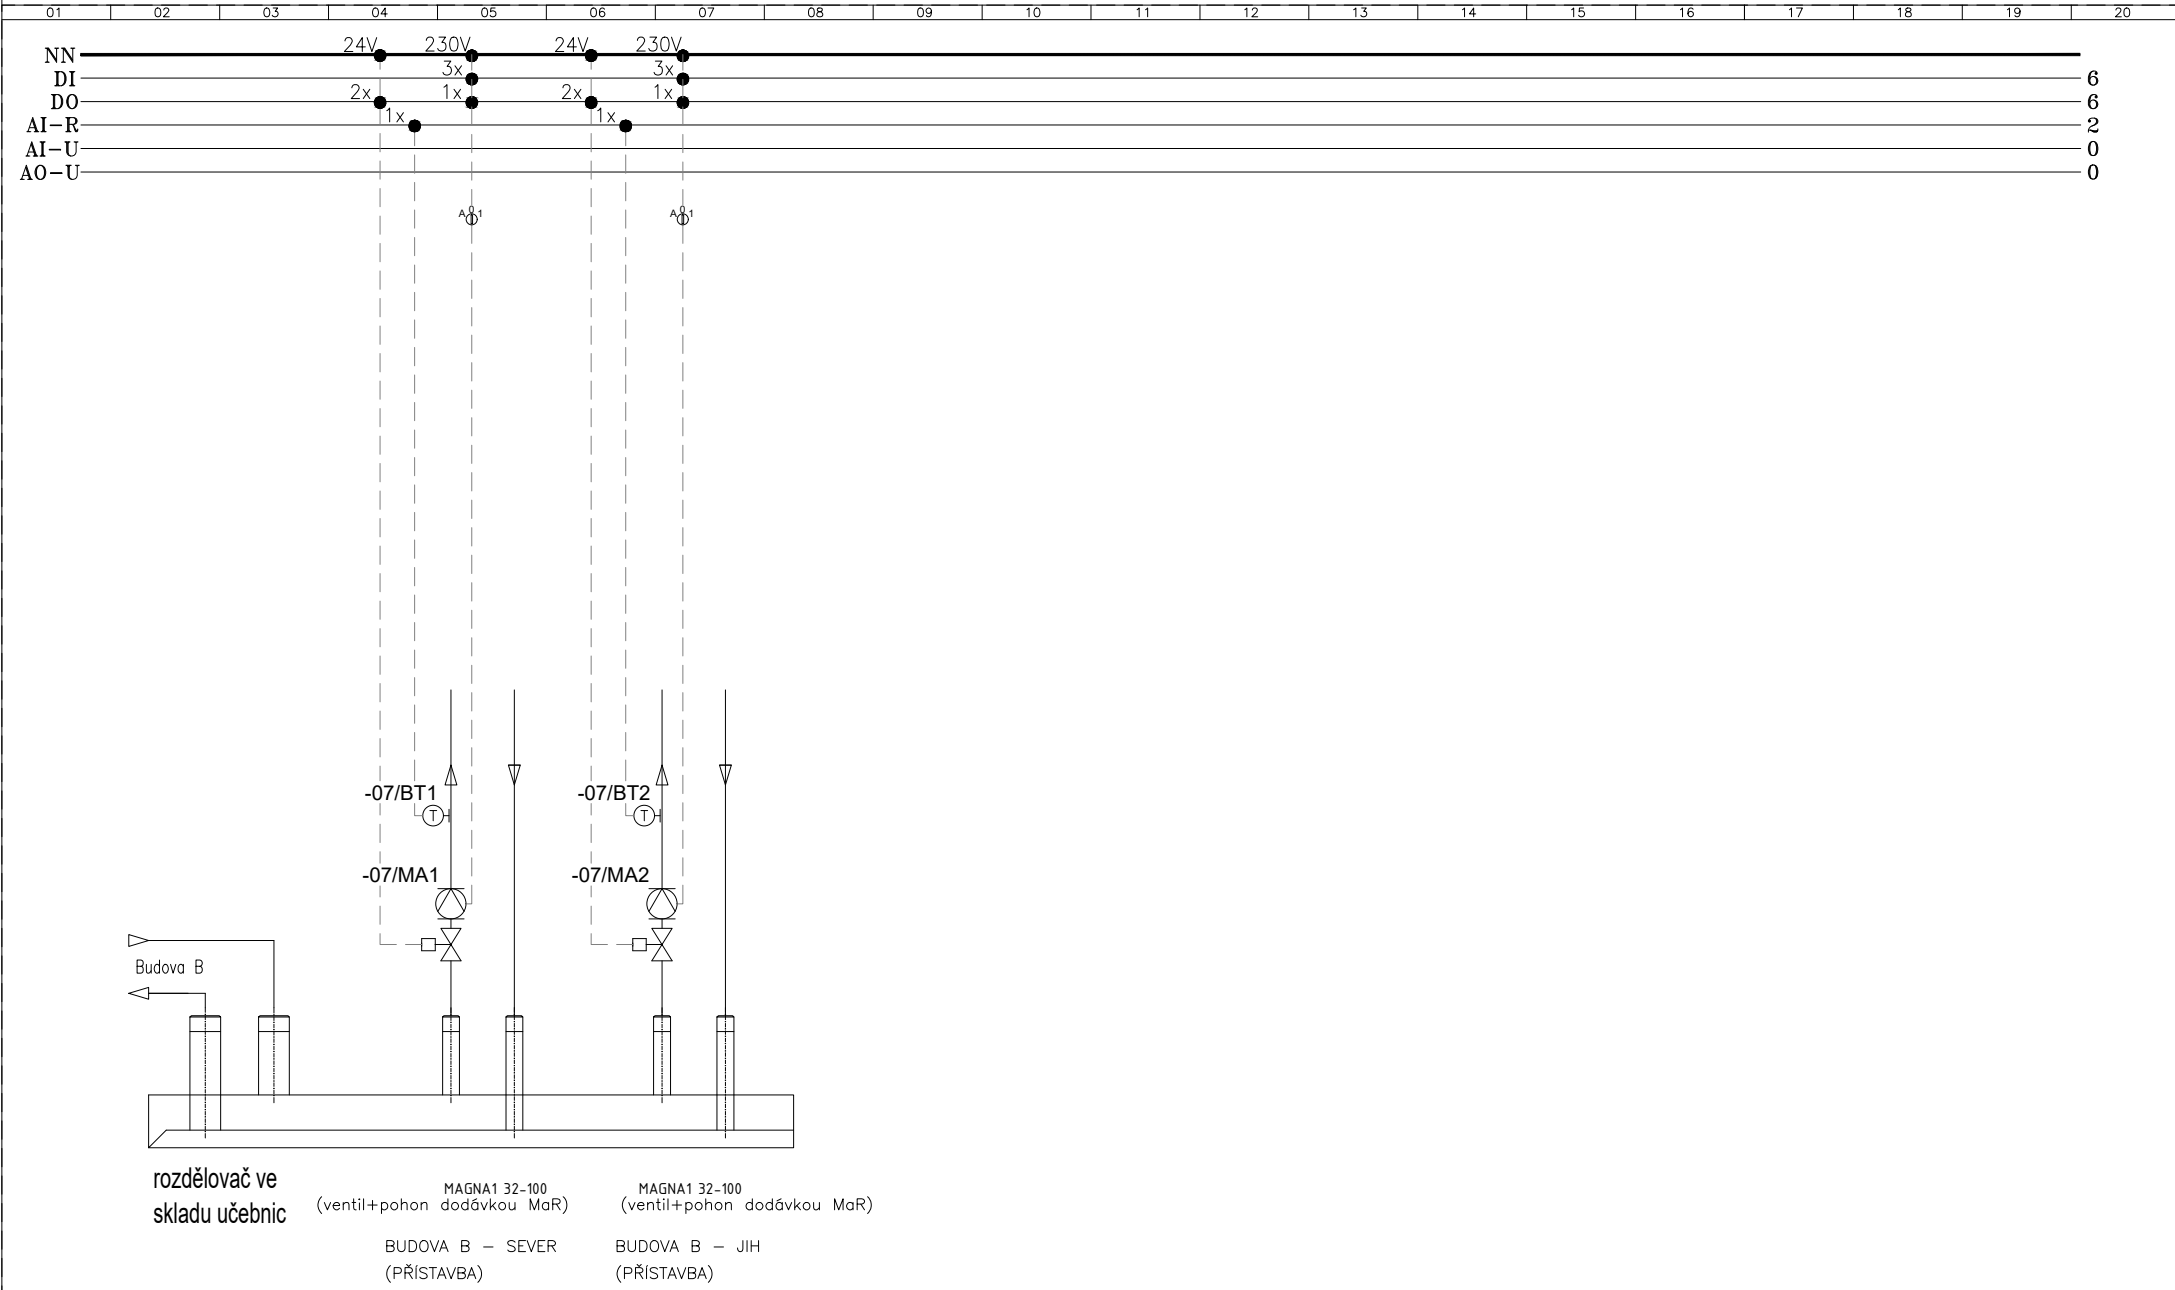 01 02 03 04 05 06 07 08 09 10 11 12 13 14 15 16 17 18 19 20
24V 230V 24V 230V
NN
3x 3x
DI 6
2x 1x 2x 1x
DO 6
1x 1x
AI-R 2
AI-U 0
AO-U 0
A 0 1 A 0 1
-07/BT1 -07/BT2
T T
-07/MA1 -07/MA2
Budova B
rozdělovač ve
skladu učebnic
MAGNA1 32-100 MAGNA1 32-100
(ventil+pohon dodávkou MaR) (ventil+pohon dodávkou MaR)
BUDOVA B - SEVER BUDOVA B - JIH
(PŘÍSTAVBA) (PŘÍSTAVBA)